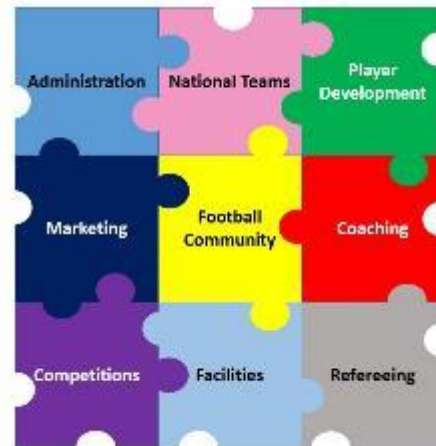 Administration
National Teams
Player
Development
Marketing
Football
Community
Coaching
Competitions
Facilities
Refereeing